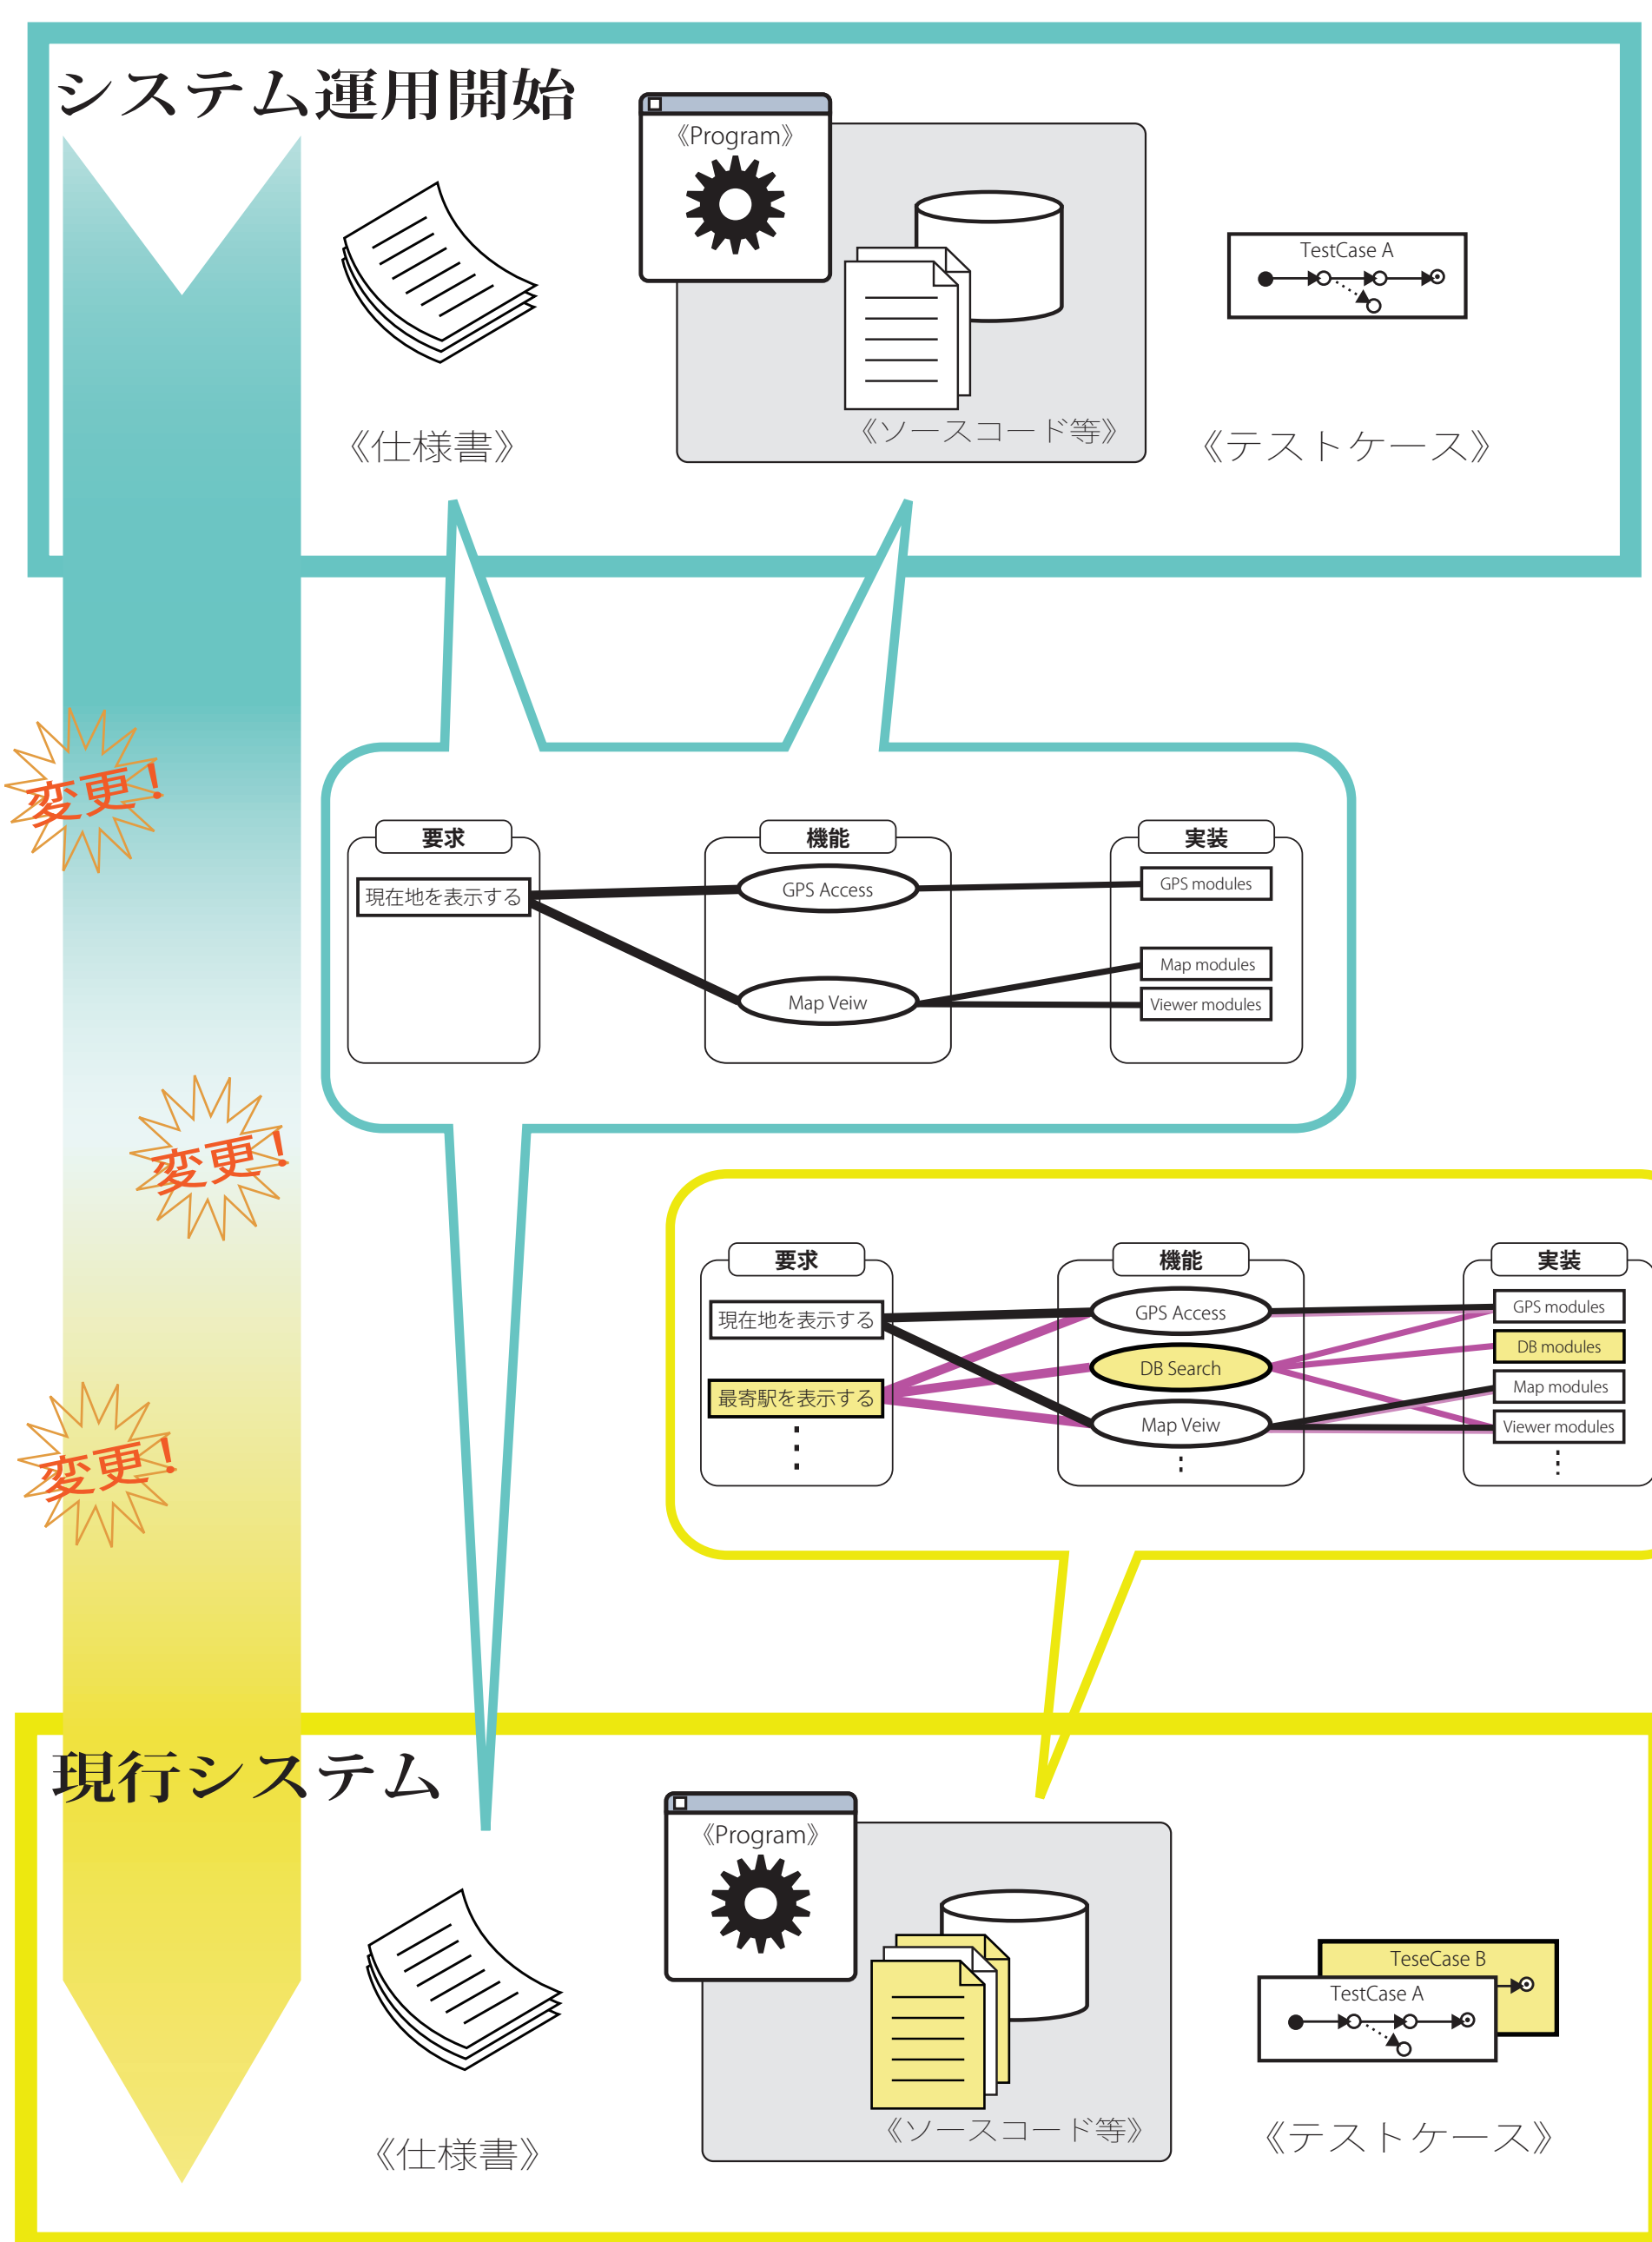 システム運用開始
《Program》
TestCase A
《仕様書》
《ソースコード等》
《テストケース》
変更！
要求
機能
実装
現在地を表示する
GPS Access
GPS modules
Map modules
Map Veiw
Viewer modules
変更！
要求
機能
実装
現在地を表示する
GPS Access
GPS modules
DB Search
DB modules
最寄駅を表示する
Map modules
Map Veiw
Viewer modules
変更！
現行システム
《Program》
TeseCase B
TestCase A
《仕様書》
《ソースコード等》
《テストケース》